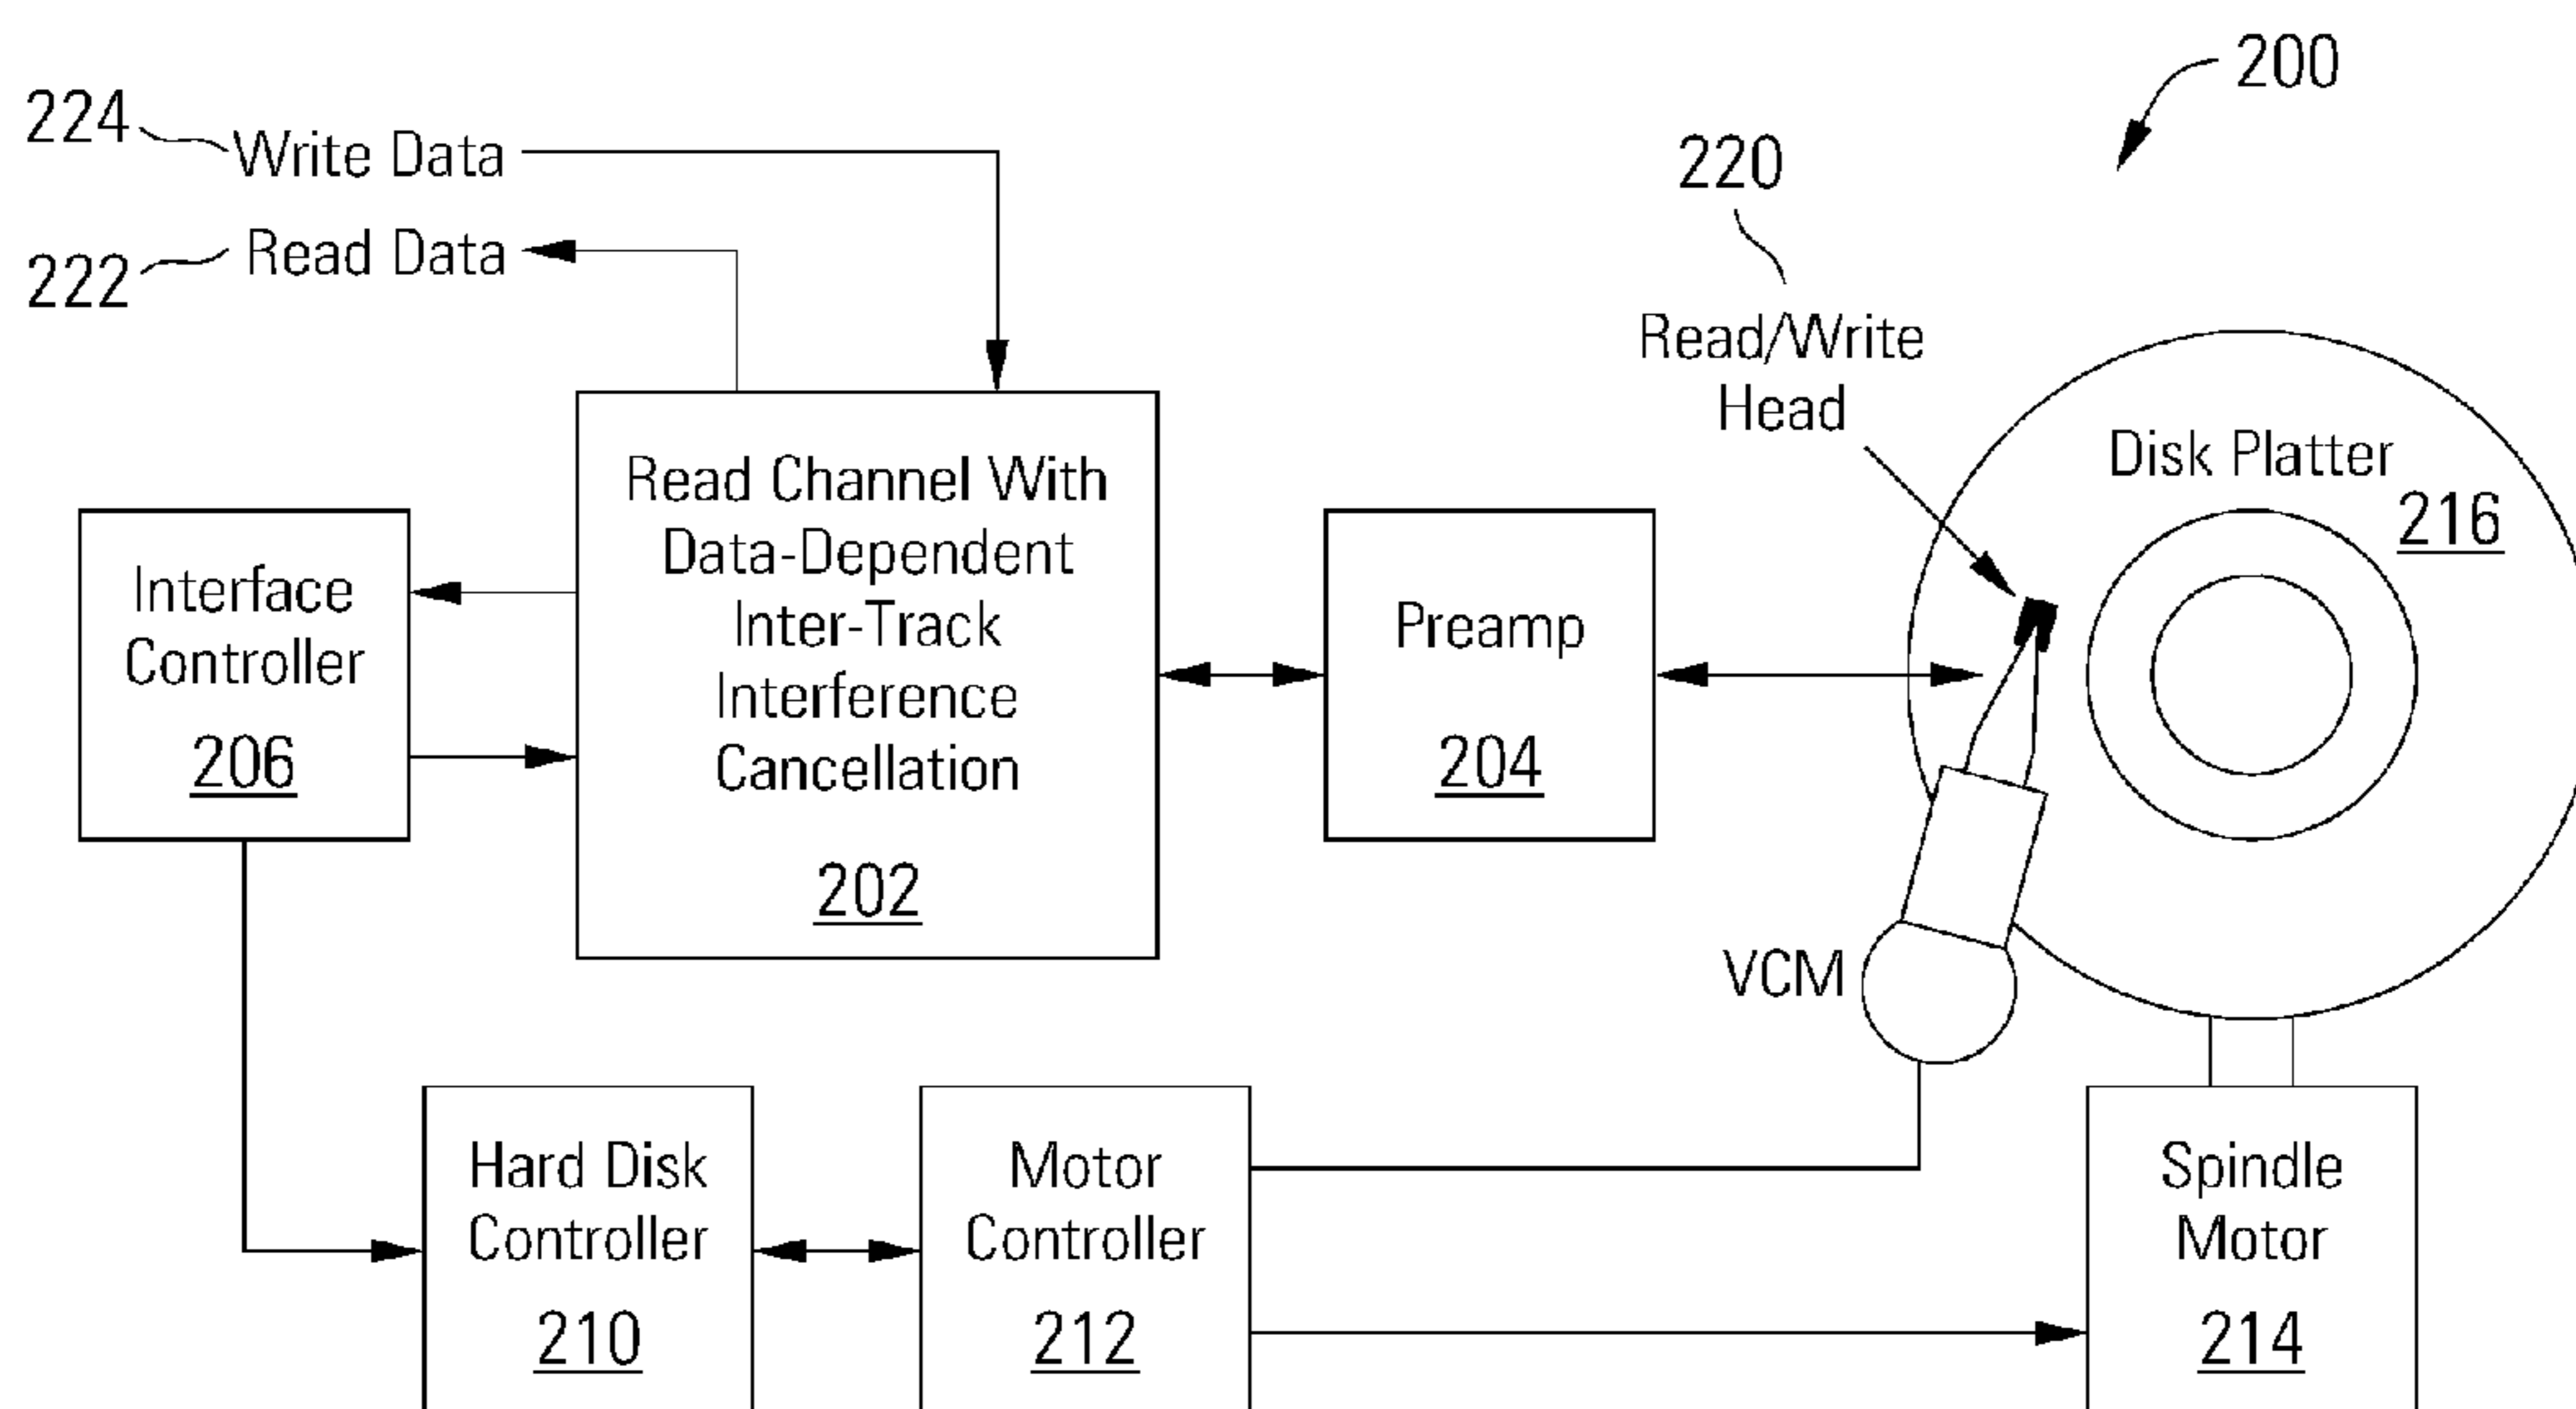 200
224
Write Data
220
222
Read Data
Read/Write
Head
Disk Platter
216
Read Channel With
Data-Dependent
Inter-Track
Interference
Cancellation
202
Interface
Controller
206
Preamp
204
VCM
Hard Disk
Controller
210
Motor
Controller
212
Spindle
Motor
214